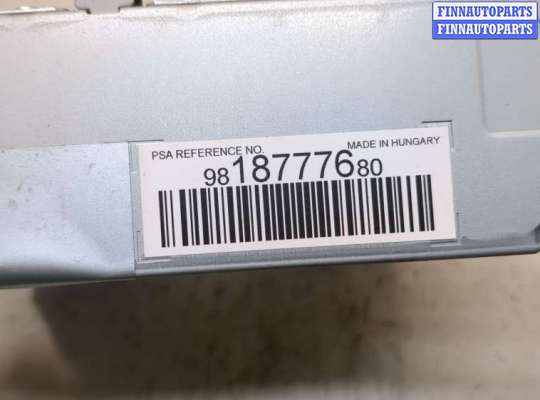 FINNAUTOPARTS
FINNAUTOPARTS
PSA REFERENCE NO. MADE IN HUNGARY
98 187776 80